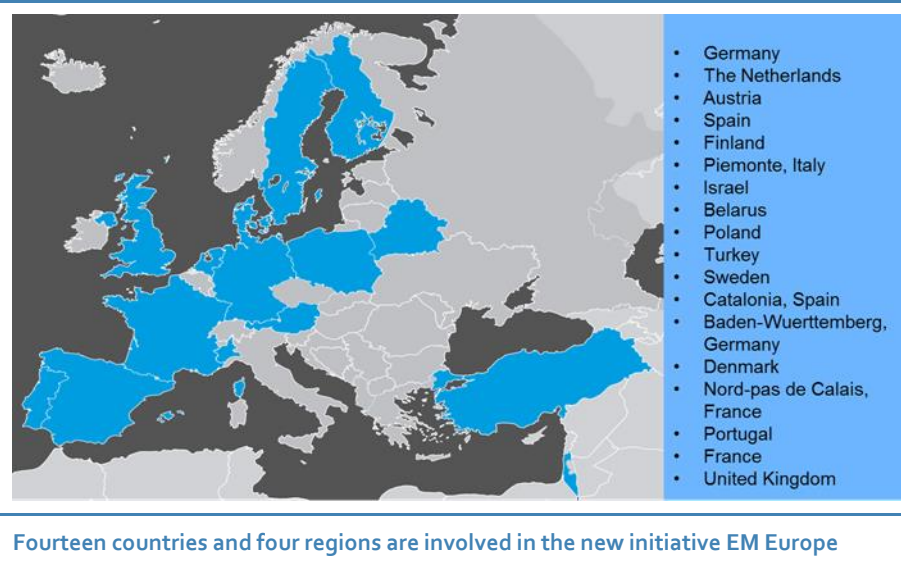 • Germany
• The Netherlands
• Austria
• Spain
• Finland
• Piemonte, Italy
• Israel
• Belarus
• Poland
• Turkey
• Sweden
• Catalonia, Spain
• Baden-Wuerttemberg,
Germany
• Denmark
• Nord-pas de Calais,
France
• Portugal
• France
• United Kingdom
Fourteen countries and four regions are involved in the new initiative EM Europe